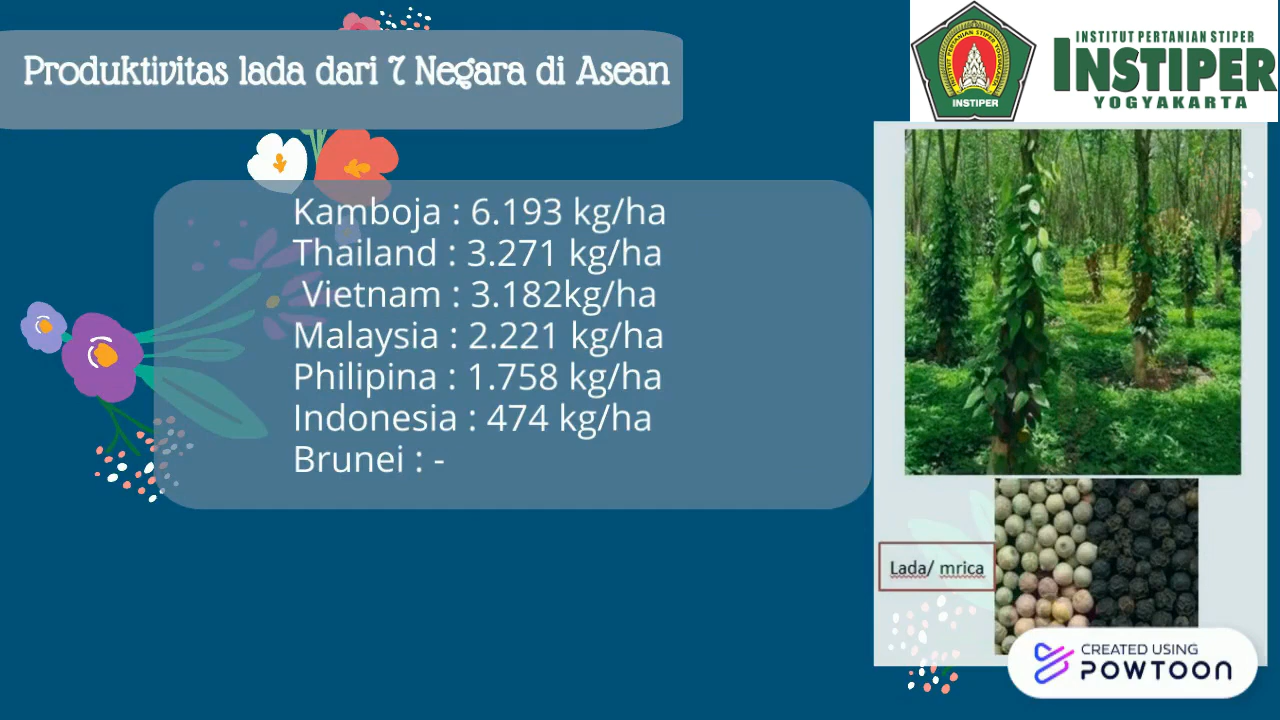 Produktivitas lada dari 7 Negara di Asean
INSTIPER
INSTITUT PERTANIAN STIPER
INSTIPER
YOGYAKARTA
Kamboja : 6.193 kg/ha
Thailand : 3.271 kg/ha
Vietnam : 3.182kg/ha
Malaysia : 2.221 kg/ha
Philipina : 1.758 kg/ha
Indonesia : 474 kg/ha
Brunei : -
Lada/ mrica
CREATED USING
POWTOON